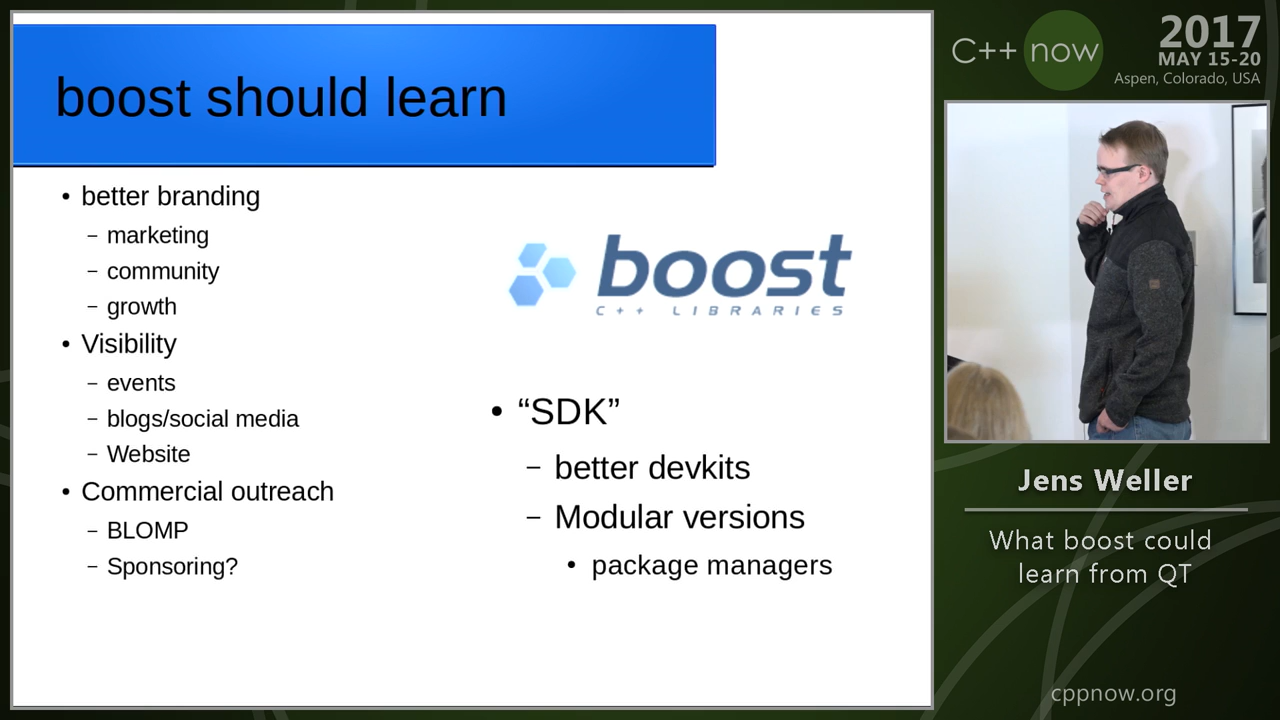 boost should learn
• better branding
– marketing
– community
– growth
• Visibility
– events
– blogs/social media
– Website
• Commercial outreach
– BLOMP
– Sponsoring?
boost
C++ LIBRARIES
• “SDK”
– better devkits
– Modular versions
• package managers
C++ now
2017
MAY 15-20
Aspen, Colorado, USA
Jens Weller
What boost could
learn from QT
cppnow.org